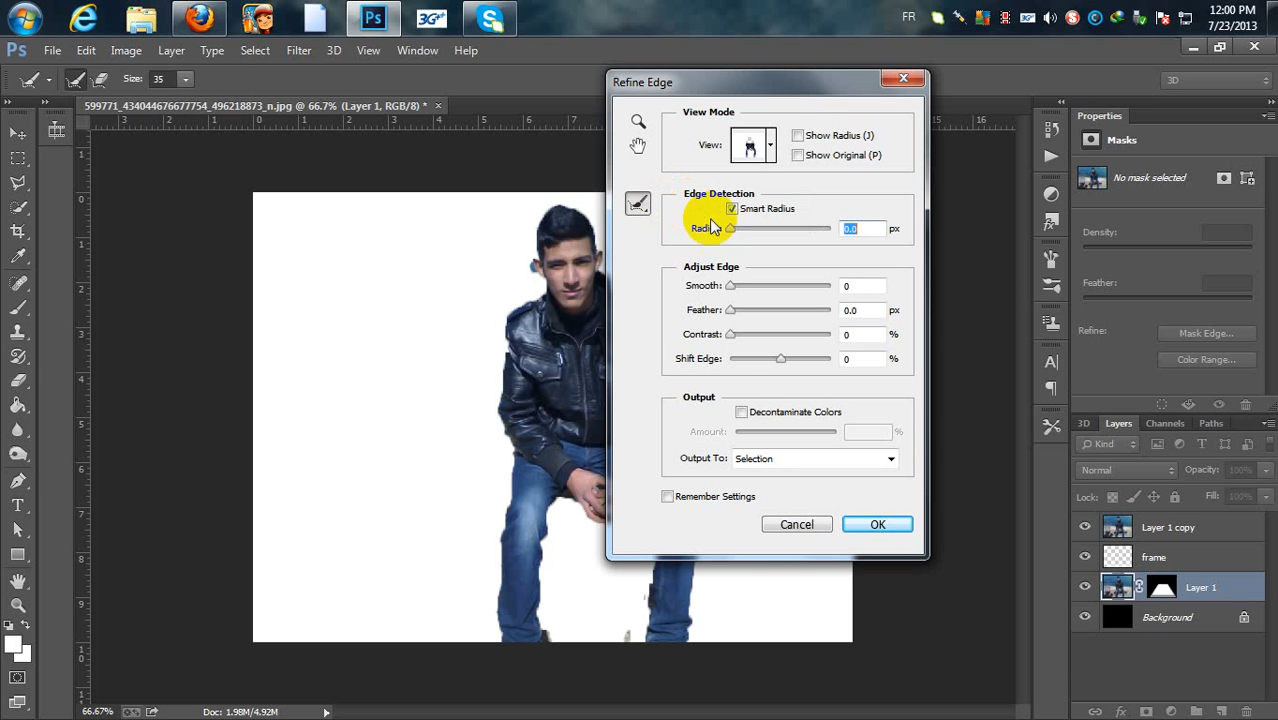 FR
3G+
12:00 PM
7/23/2013
Ps
File Edit Image Layer Type Select Filter 3D View Window Help
Size: 35
3D
599771_434044676677754_496218873_n.jpg @ 66.7% (Layer 1, RGB/8) *
Refine Edge
View Mode
View:
Show Radius (J)
Show Original (P)
Edge Detection
Smart Radius
Radius: 0.0 px
Adjust Edge
Smooth: 0
Feather: 0.0 px
Contrast: 0 %
Shift Edge: 0 %
Output
Decontaminate Colors
Amount: %
Output To: Selection
Remember Settings
Cancel OK
Properties
Masks
No mask selected
Density:
Feather:
Refine: Mask Edge...
Color Range...
3D Layers Channels Paths
Kind
Normal Opacity: 100%
Lock: Fill: 100%
Layer 1 copy
frame
Layer 1
Background
66.67% Doc: 1.98M/4.92M